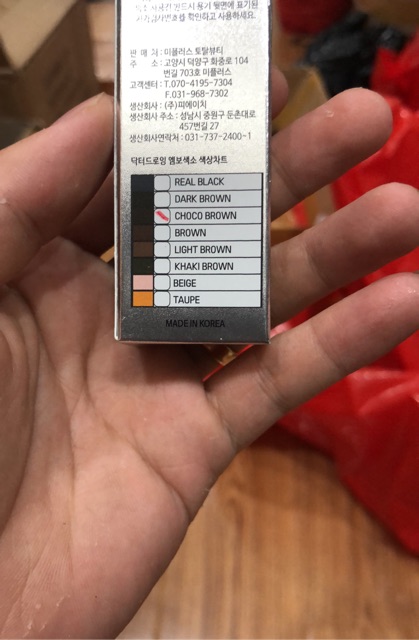 판 매 처 : 미플러스 토탈뷰티
주 소 : 고양시 덕양구 화중로 104
번길 7 703호 미플러스
고객센터 : T.070-4195-7304
F.031-968-7302
생산회사 : (주)피에이치
생산회사 주소 : 성남시 중원구 둔촌대로
457번길 27
생산회사연락처 : 031-737-2400~1
닥터드로잉 엠보색소 색상차트
REAL BLACK
DARK BROWN
CHOCO BROWN
BROWN
LIGHT BROWN
KHAKI BROWN
BEIGE
TAUPE
MADE IN KOREA